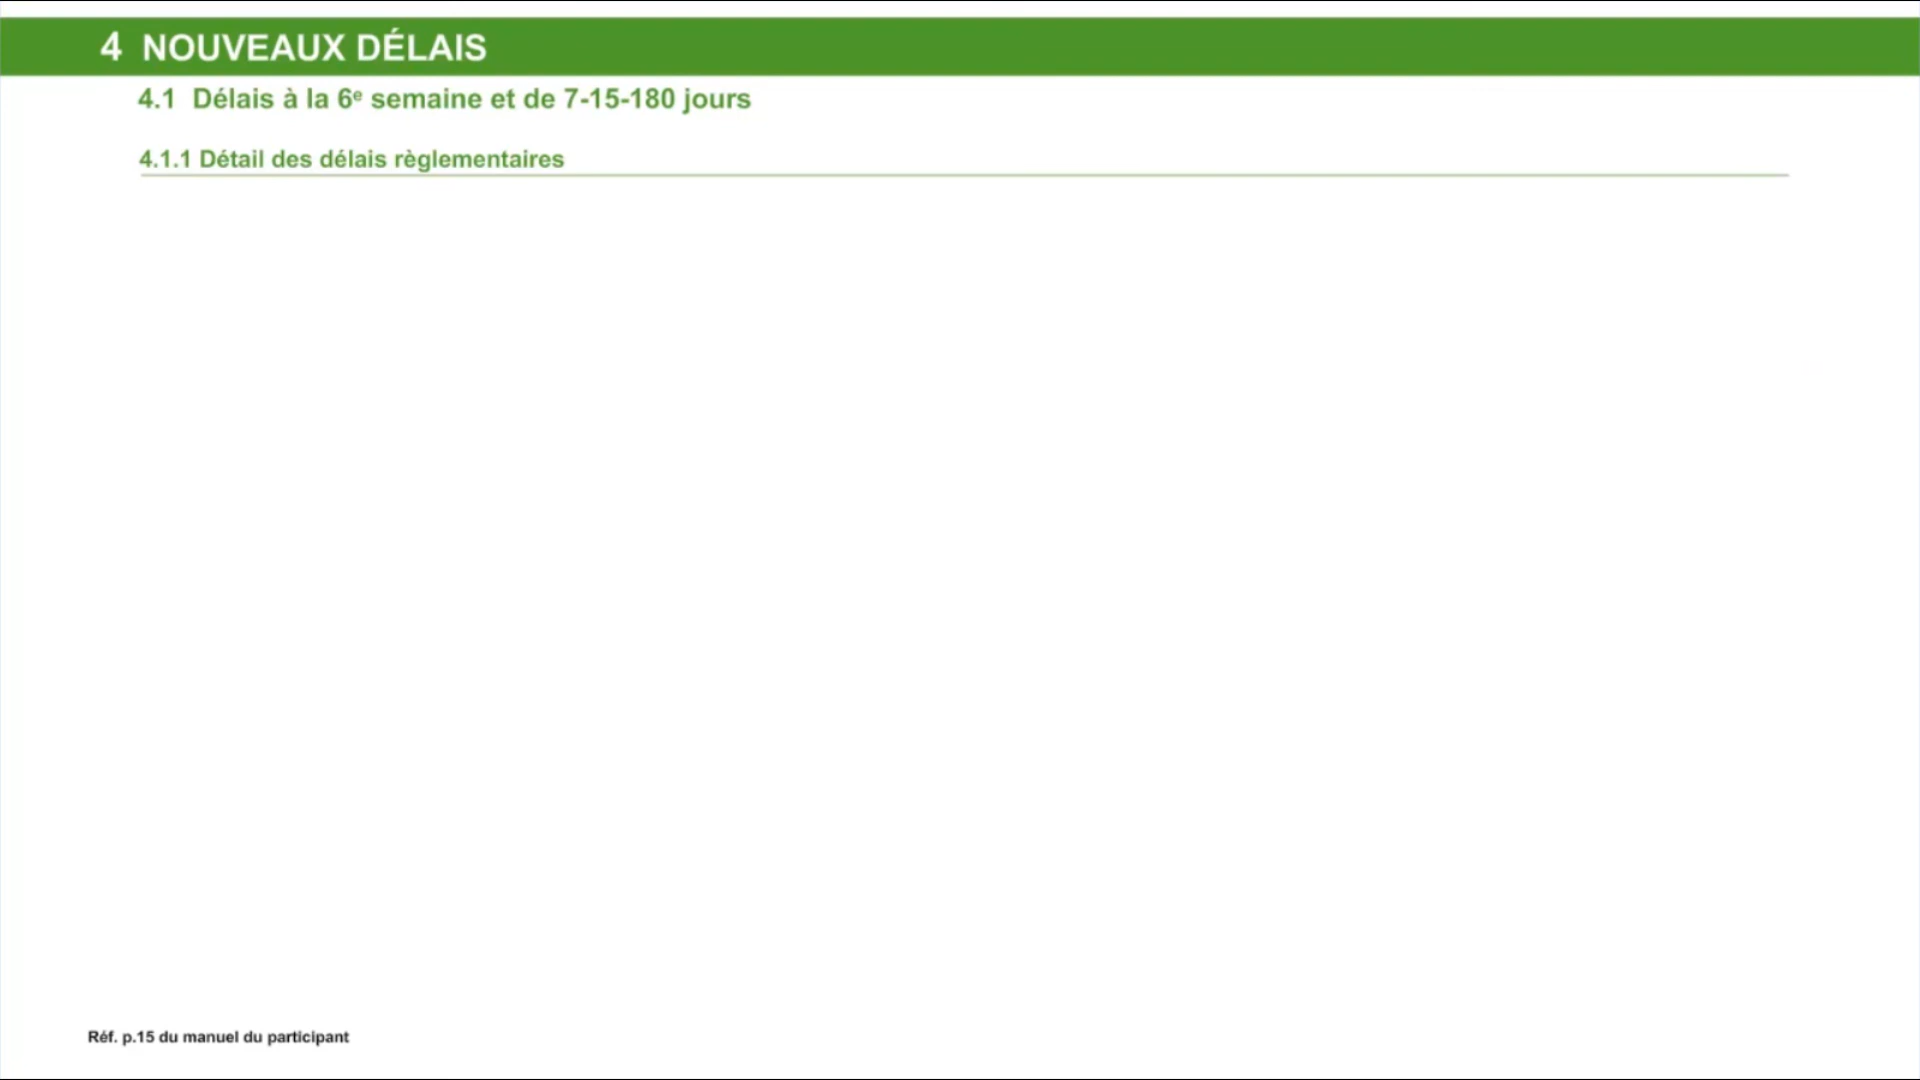 4 NOUVEAUX DÉLAIS
4.1 Délais à la 6ᵉ semaine et de 7-15-180 jours
4.1.1 Détail des délais règlementaires
Réf. p.15 du manuel du participant